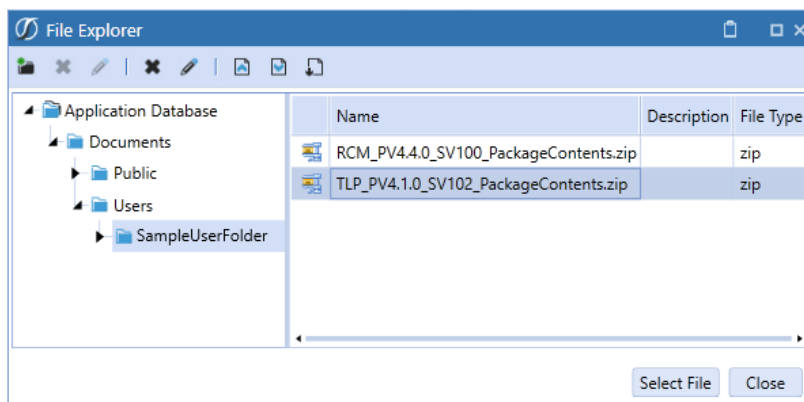 File Explorer
Application Database
Documents
Public
Users
SampleUserFolder
Name Description File Type
RCM_PV4.4.0_SV100_PackageContents.zip zip
TLP_PV4.1.0_SV102_PackageContents.zip zip
Select File Close